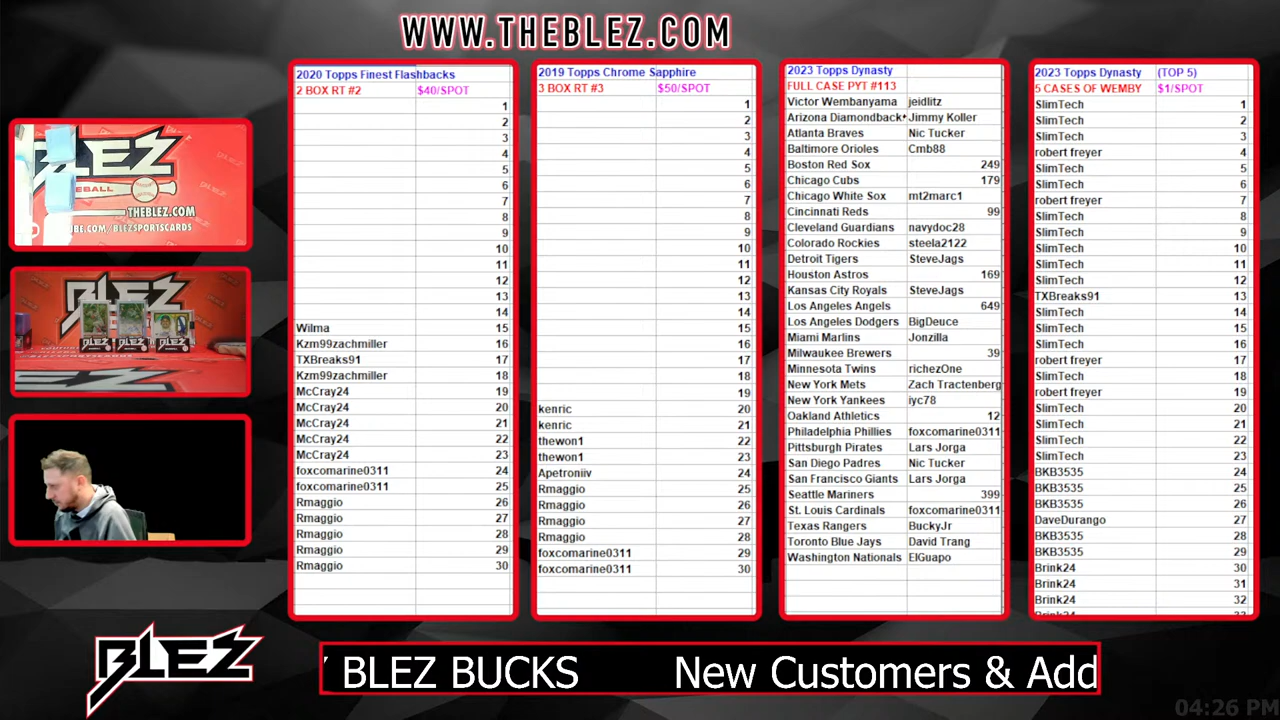 WWW.THEBLEZ.COM
2020 Topps Finest Flashbacks
2 BOX RT #2 $40/SPOT
1
2
3
4
5
6
7
8
9
10
11
12
13
14
Wilma 15
Kzm99zachmiller 16
TXBreaks91 17
Kzm99zachmiller 18
McCray24 19
McCray24 20
McCray24 21
McCray24 22
McCray24 23
foxcomarine0311 24
foxcomarine0311 25
Rmaggio 26
Rmaggio 27
Rmaggio 28
Rmaggio 29
Rmaggio 30
2019 Topps Chrome Sapphire
3 BOX RT #3 $50/SPOT
1
2
3
4
5
6
7
8
9
10
11
12
13
14
15
16
17
18
19
kenric 20
kenric 21
thewon1 22
thewon1 23
Apetroniiv 24
Rmaggio 25
Rmaggio 26
Rmaggio 27
Rmaggio 28
foxcomarine0311 29
foxcomarine0311 30
2023 Topps Dynasty
FULL CASE PYT #113
Victor Wembanyama jeidlitz
Arizona Diamondback Jimmy Koller
Atlanta Braves Nic Tucker
Baltimore Orioles Cmb88
Boston Red Sox 249
Chicago Cubs 179
Chicago White Sox mt2marc1
Cincinnati Reds 99
Cleveland Guardians navydoc28
Colorado Rockies steela2122
Detroit Tigers SteveJags
Houston Astros 169
Kansas City Royals SteveJags
Los Angeles Angels 649
Los Angeles Dodgers BigDeuce
Miami Marlins Jonzilla
Milwaukee Brewers 39
Minnesota Twins richezOne
New York Mets Zach Tractenberg
New York Yankees iyc78
Oakland Athletics 12
Philadelphia Phillies foxcomarine0311
Pittsburgh Pirates Lars Jorga
San Diego Padres Nic Tucker
San Francisco Giants Lars Jorga
Seattle Mariners 399
St. Louis Cardinals foxcomarine0311
Texas Rangers BuckyJr
Toronto Blue Jays David Trang
Washington Nationals ElGuapo
2023 Topps Dynasty (TOP 5)
5 CASES OF WEMBY $1/SPOT
SlimTech 1
SlimTech 2
SlimTech 3
robert freyer 4
SlimTech 5
SlimTech 6
robert freyer 7
SlimTech 8
SlimTech 9
SlimTech 10
SlimTech 11
SlimTech 12
TXBreaks91 13
SlimTech 14
SlimTech 15
SlimTech 16
robert freyer 17
SlimTech 18
robert freyer 19
SlimTech 20
SlimTech 21
SlimTech 22
SlimTech 23
BKB3535 24
BKB3535 25
BKB3535 26
DaveDurango 27
BKB3535 28
BKB3535 29
Brink24 30
Brink24 31
Brink24 32
BLEZ
THEBLEZ.COM
BLEZ
BLEZ BUCKS New Customers & Add
04:26 PM